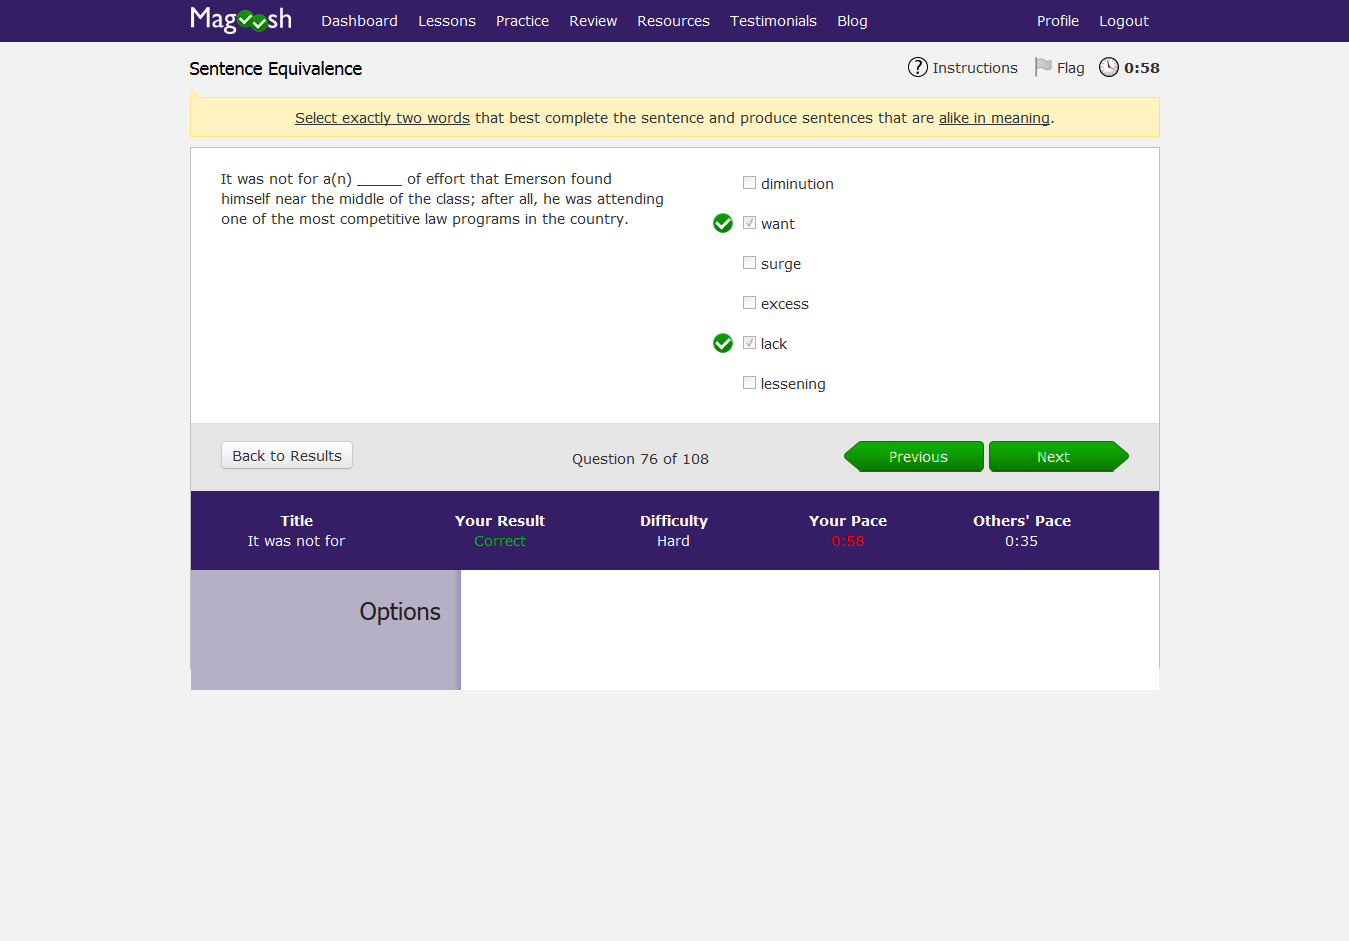 Magoosh Dashboard Lessons Practice Review Resources Testimonials Blog Profile Logout
Sentence Equivalence
? Instructions Flag 0:58
Select exactly two words that best complete the sentence and produce sentences that are alike in meaning.
It was not for a(n) ______ of effort that Emerson found
himself near the middle of the class; after all, he was attending
one of the most competitive law programs in the country.
diminution
want
surge
excess
lack
lessening
Back to Results
Question 76 of 108
Previous
Next
Title Your Result Difficulty Your Pace Others' Pace
It was not for Correct Hard 0:58 0:35
Options